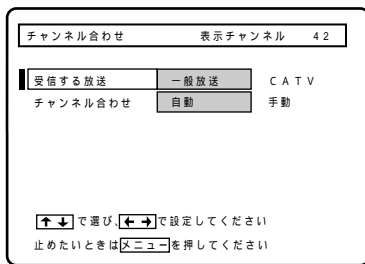 チャンネル合わせ 表示チャンネル 42
受信する放送 一般放送 CATV
チャンネル合わせ 自動 手動
↑ ↓ で選び、← → で設定してください
止めたいときはメニューを押してください